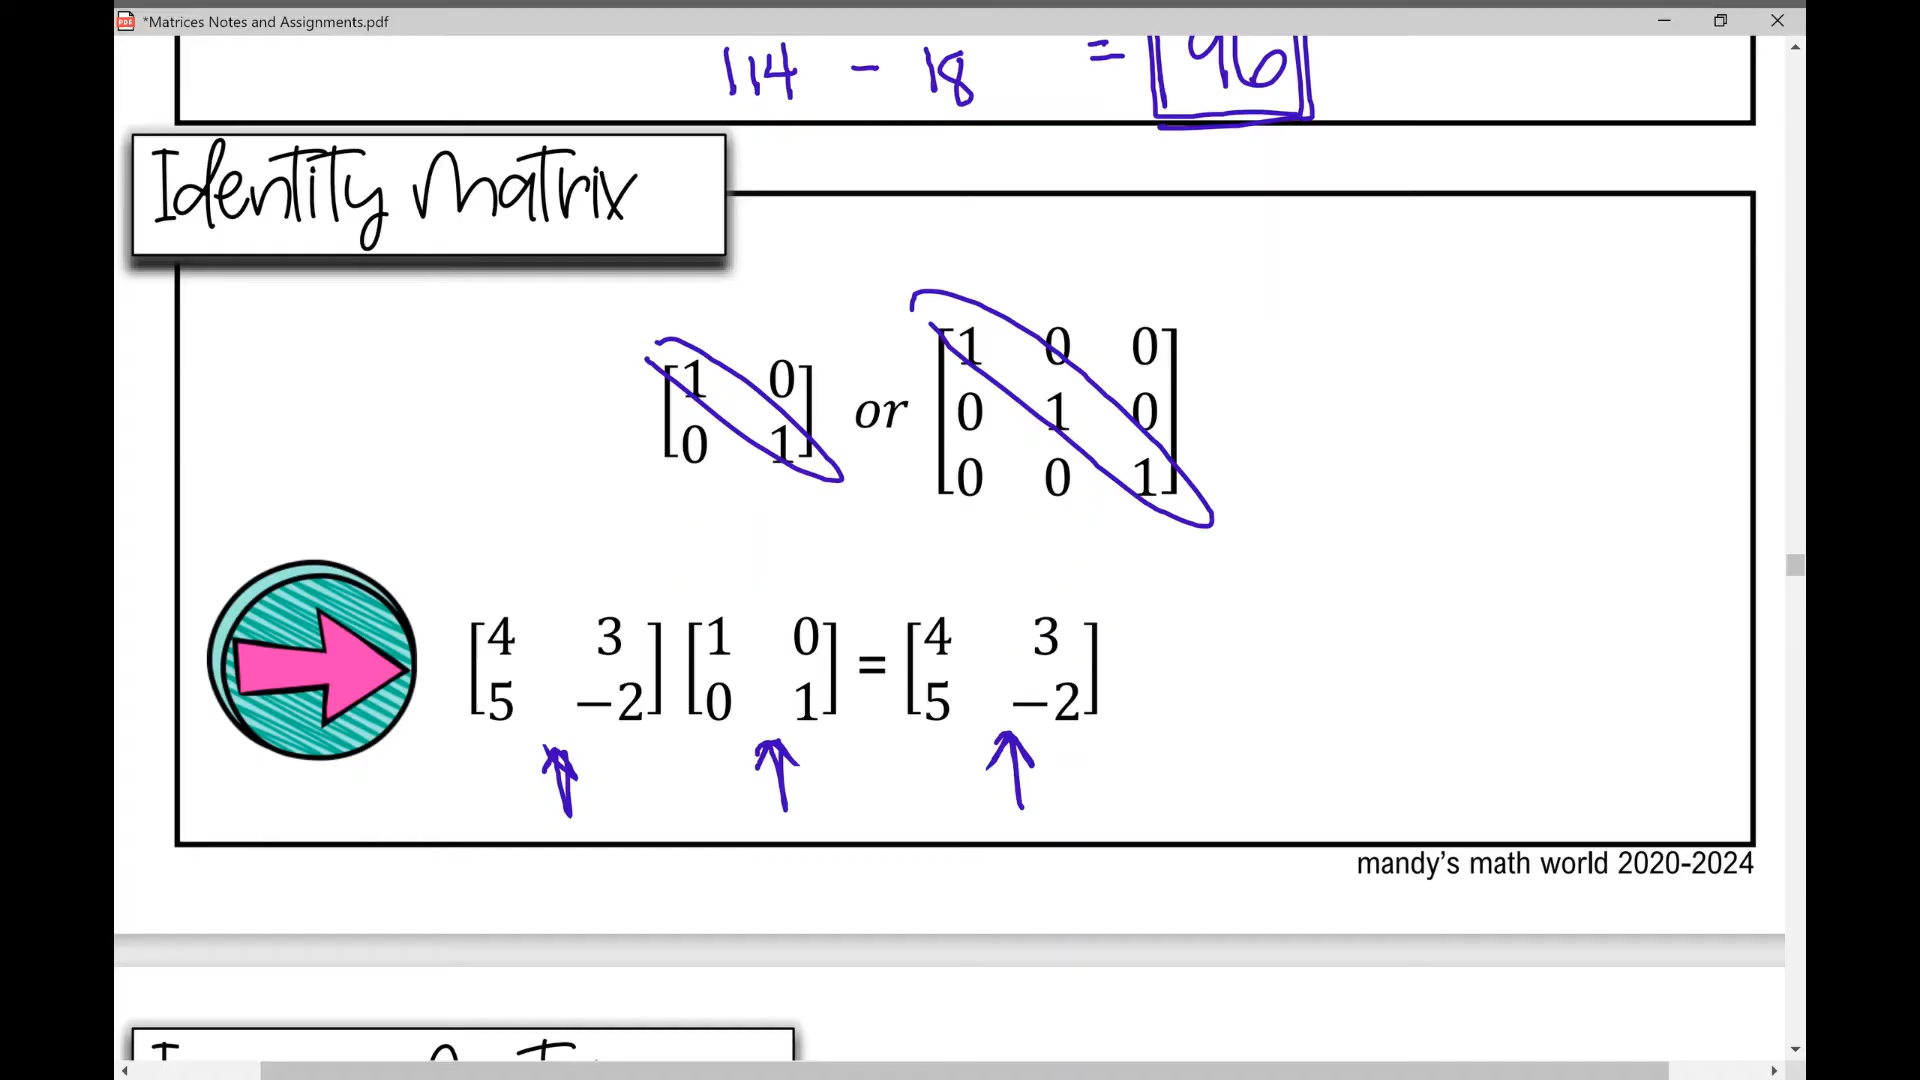 *Matrices Notes and Assignments.pdf
114 - 18 = 96
Identity Matrix
[1 0
0 1] or [1 0 0
0 1 0
0 0 1]
[4 3
5 −2] [1 0
0 1] = [4 3
5 −2]
mandy's math world 2020-2024